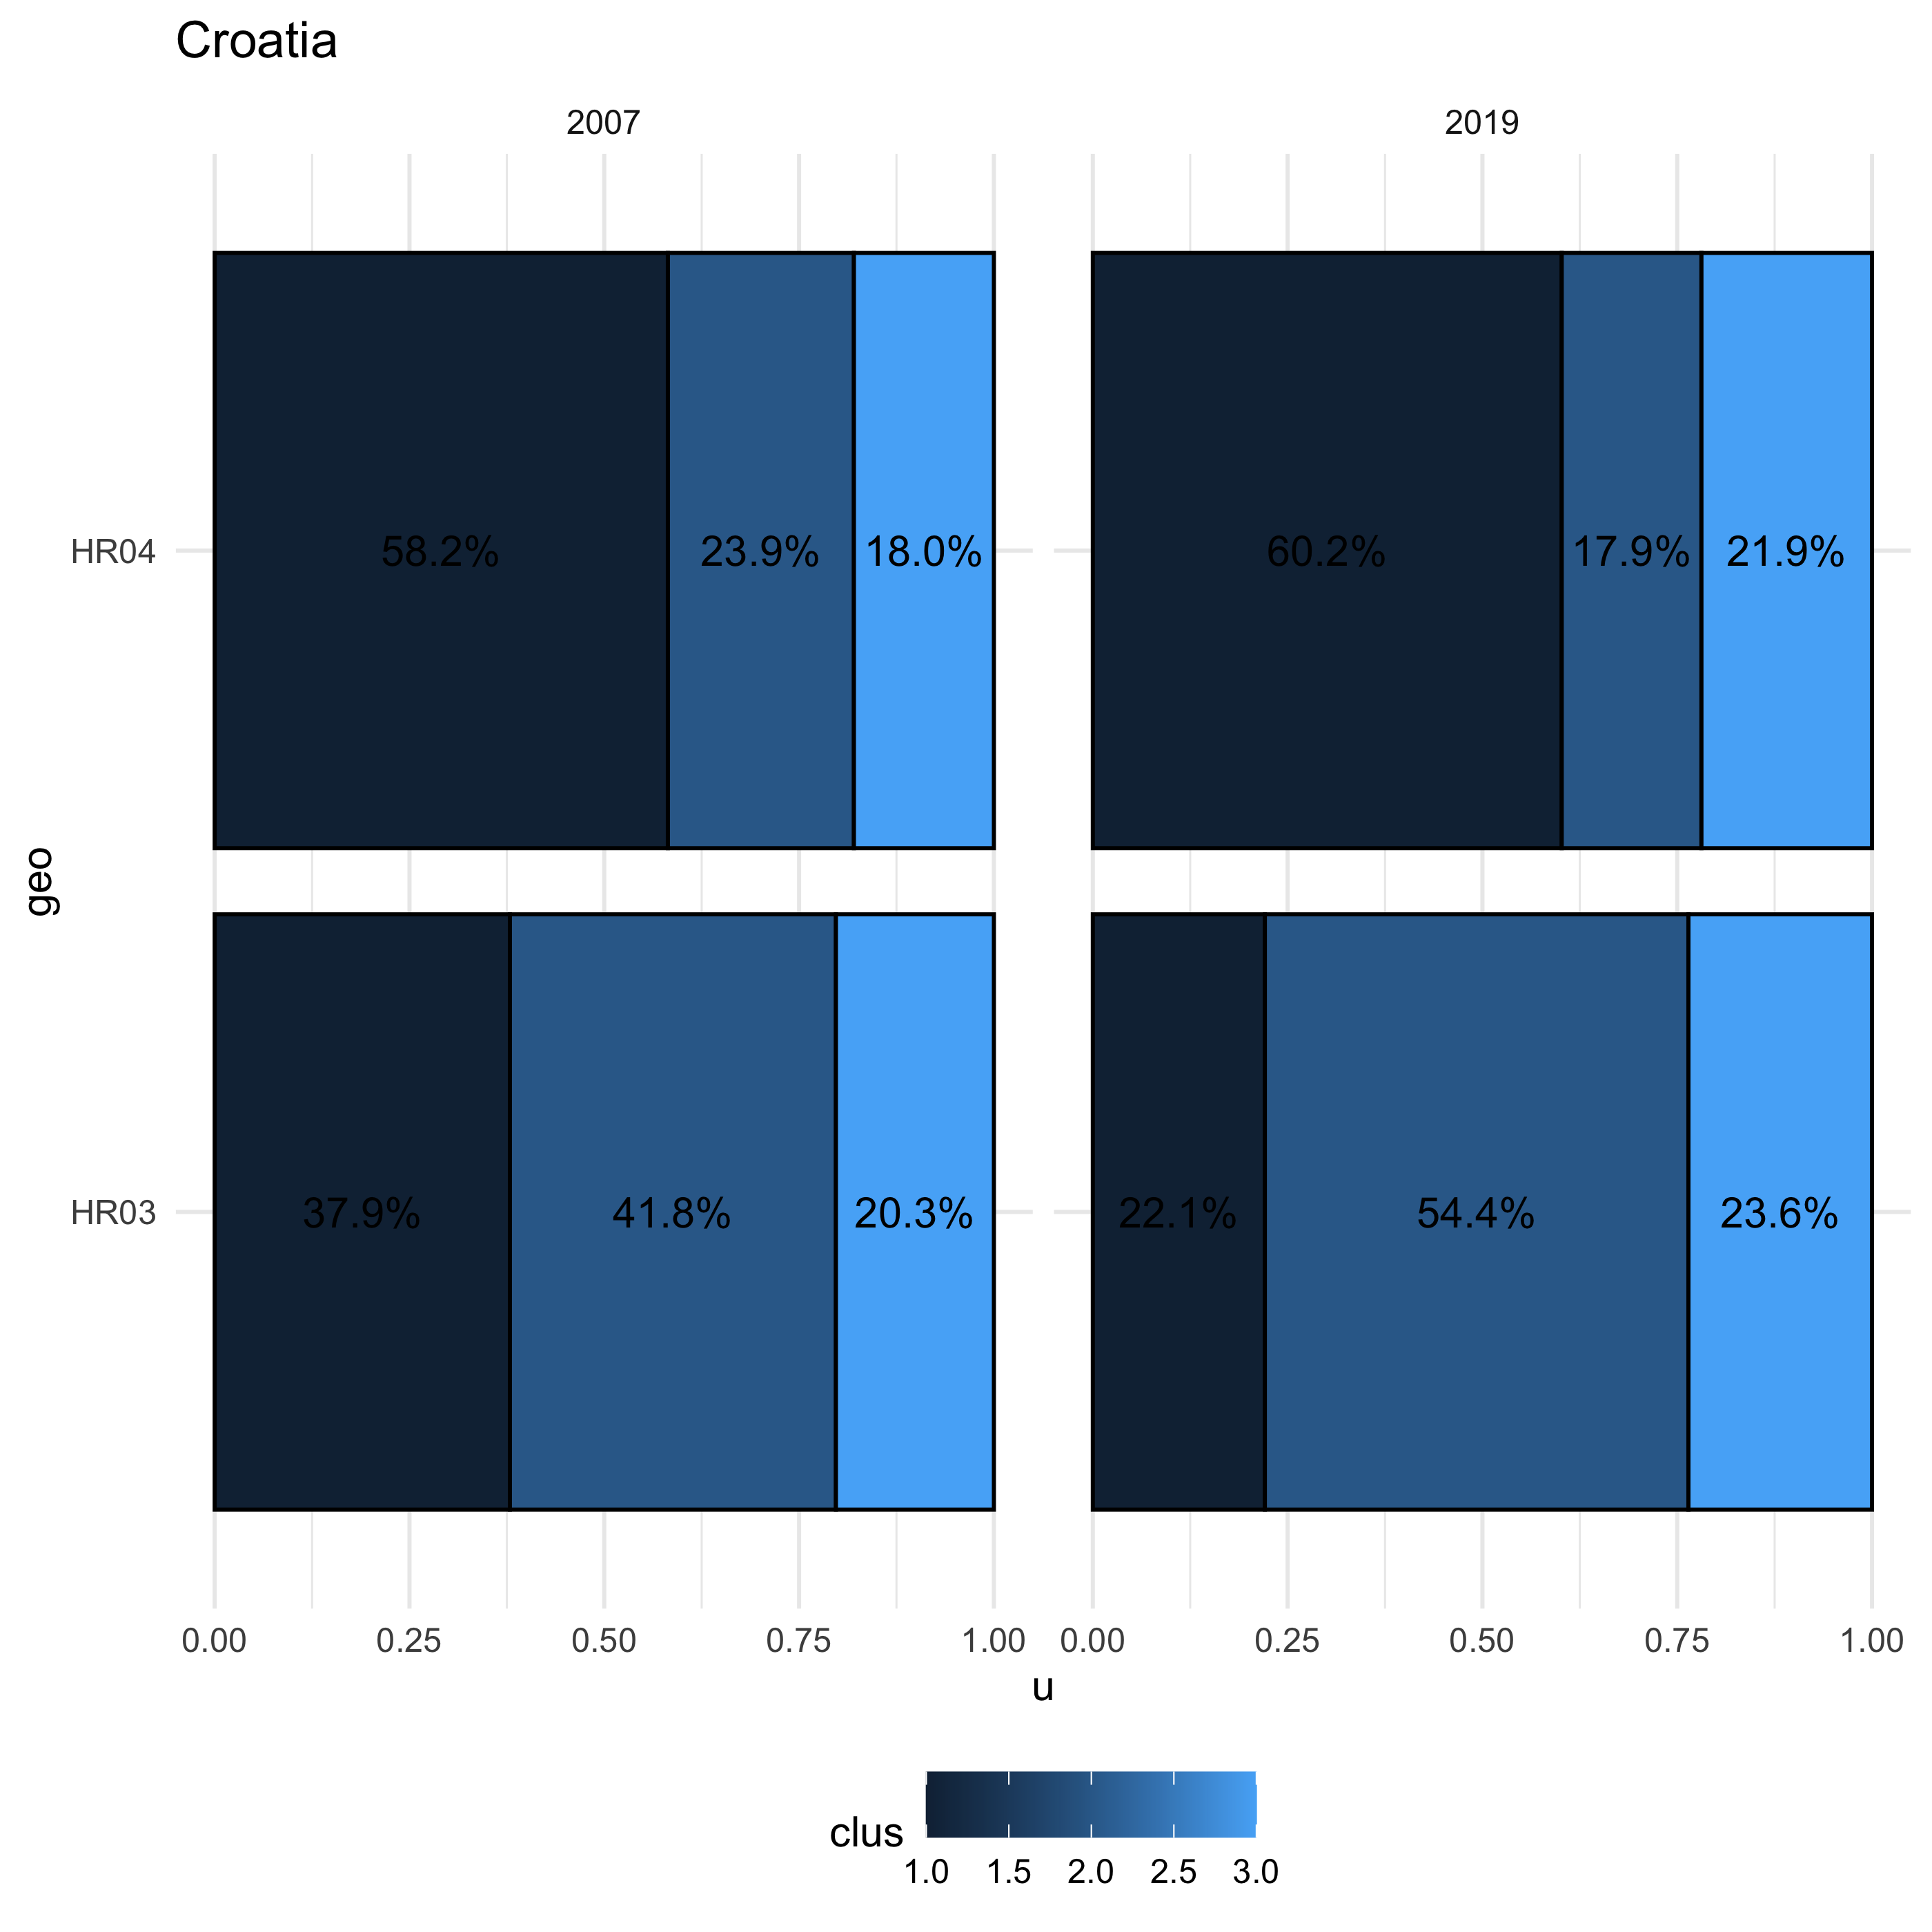 Croatia
2007 2019
HR04 58.2% 23.9% 18.0% 60.2% 17.9% 21.9%
geo
HR03 37.9% 41.8% 20.3% 22.1% 54.4% 23.6%
0.00 0.25 0.50 0.75 1.00 0.00 0.25 0.50 0.75 1.00
u
clus
1.0 1.5 2.0 2.5 3.0